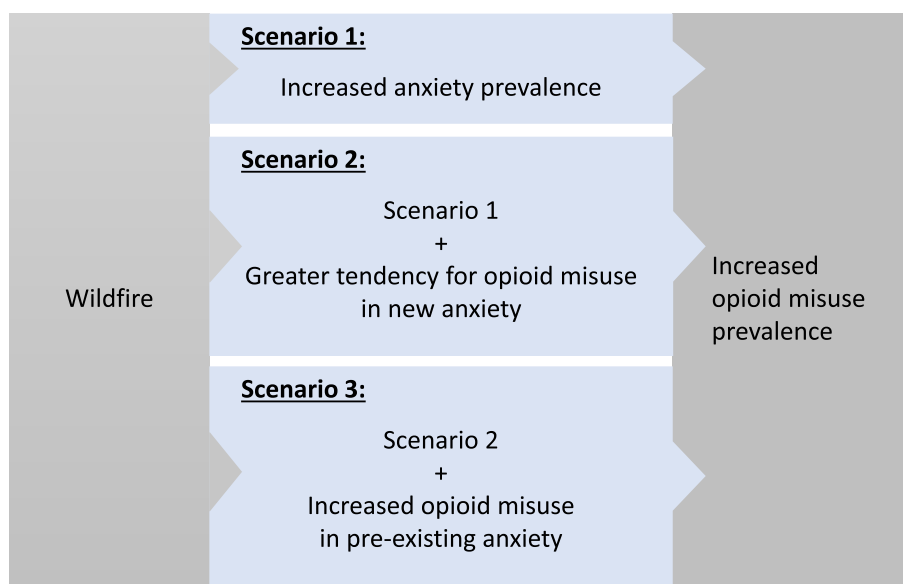 Wildfire
Scenario 1:
Increased anxiety prevalence
Scenario 2:
Scenario 1
+
Greater tendency for opioid misuse
in new anxiety
Scenario 3:
Scenario 2
+
Increased opioid misuse
in pre-existing anxiety
Increased
opioid misuse
prevalence